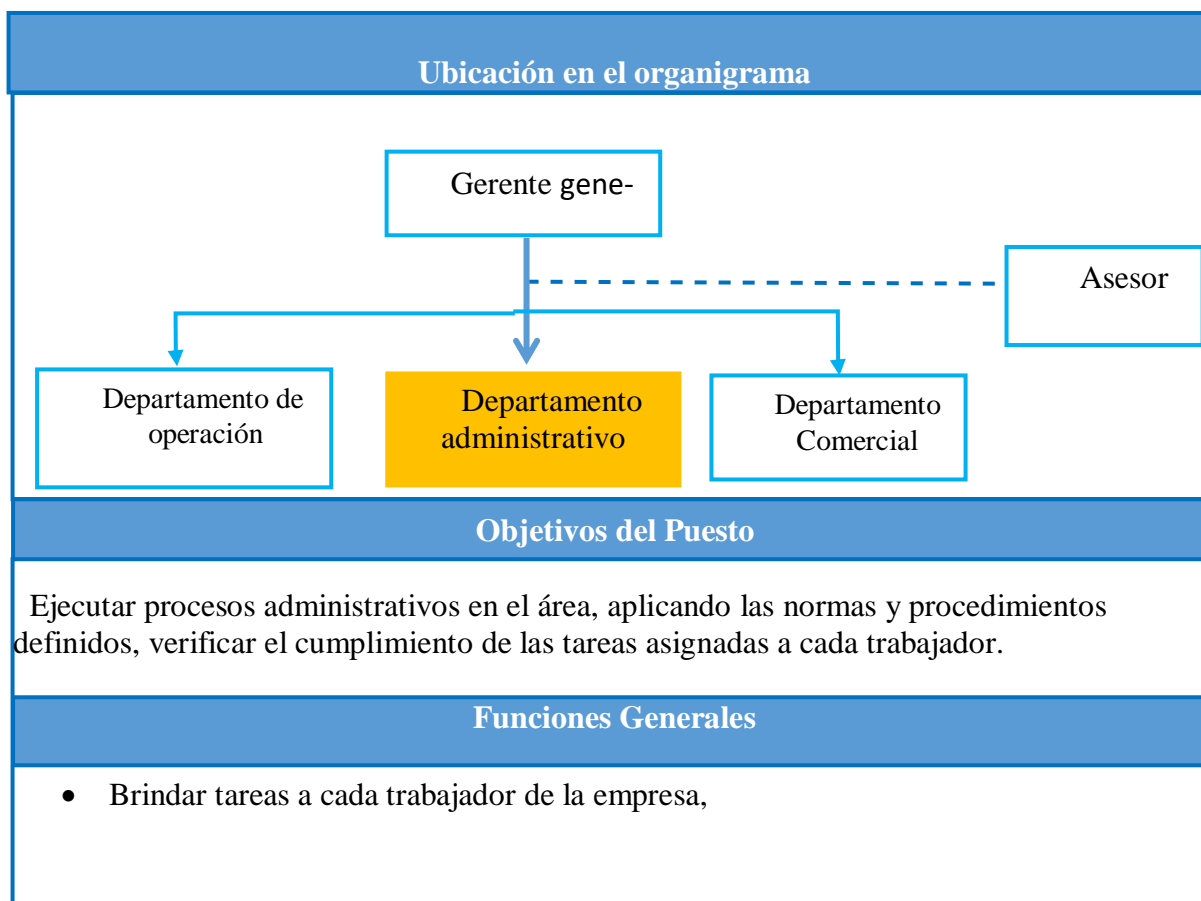 Ubicación en el organigrama
Gerente gene-
Asesor
Departamento de
operación
Departamento
administrativo
Departamento
Comercial
Objetivos del Puesto
Ejecutar procesos administrativos en el área, aplicando las normas y procedimientos
definidos, verificar el cumplimiento de las tareas asignadas a cada trabajador.
Funciones Generales
• Brindar tareas a cada trabajador de la empresa,